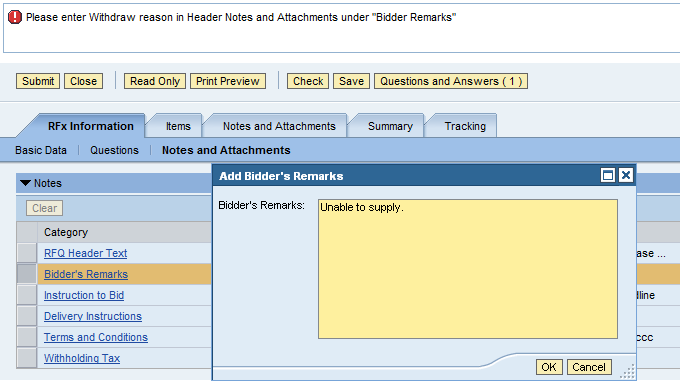 Please enter Withdraw reason in Header Notes and Attachments under "Bidder Remarks"
Submit Close Read Only Print Preview Check Save Questions and Answers ( 1 )
RFx Information Items Notes and Attachments Summary Tracking
Basic Data Questions Notes and Attachments
Add Bidder's Remarks
Notes
Bidder's Remarks: Unable to supply.
Clear
Category
RFQ Header Text ase ...
Bidder's Remarks
Instruction to Bid dline
Delivery Instructions
Terms and Conditions ccc
Withholding Tax
OK Cancel